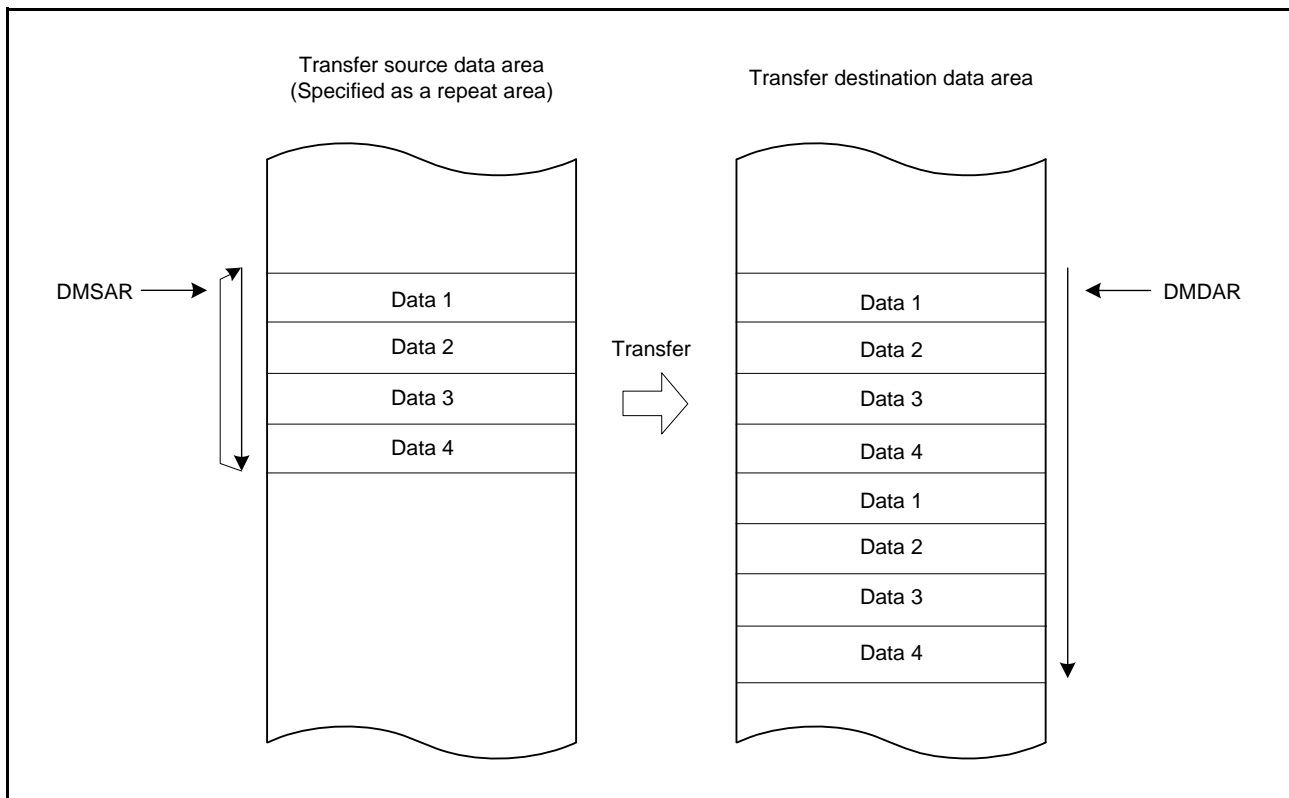 Transfer source data area
(Specified as a repeat area)
Transfer destination data area
DMSAR
Data 1
Data 2
Data 3
Data 4
Transfer
Data 1
Data 2
Data 3
Data 4
Data 1
Data 2
Data 3
Data 4
DMDAR